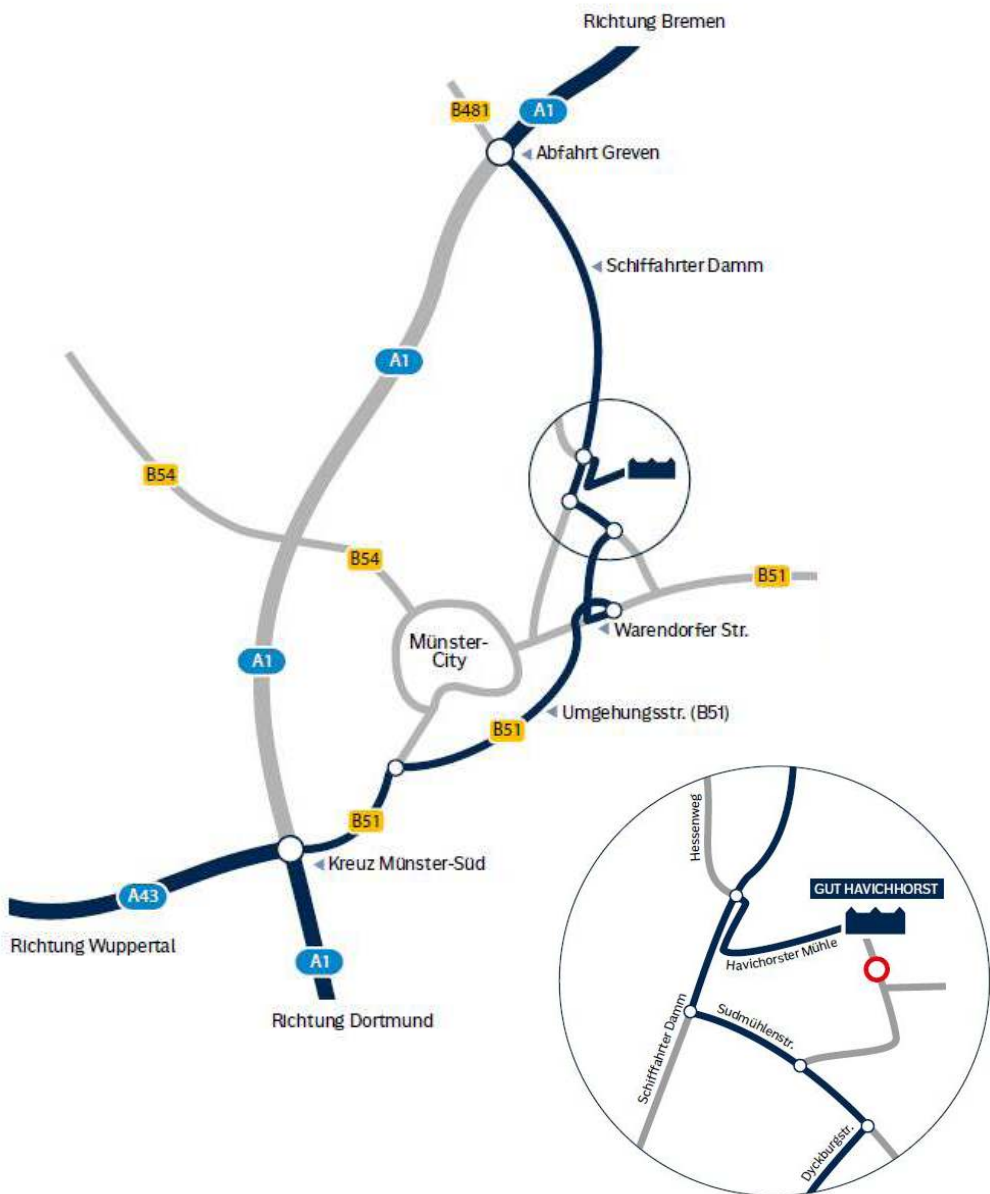 Richtung Bremen
B481
A1
Abfahrt Greven
Schiffahrter Damm
A1
B54
B54
B51
Münster-
City
Warendorfer Str.
A1
Umgehungsstr. (B51)
B51
B51
Kreuz Münster-Süd
A43
Richtung Wuppertal
A1
Richtung Dortmund
Hessenweg
GUT HAVICHHORST
Havichorster Mühle
Schifffahrter Damm
Sudmühlenstr.
Dyckburgstr.